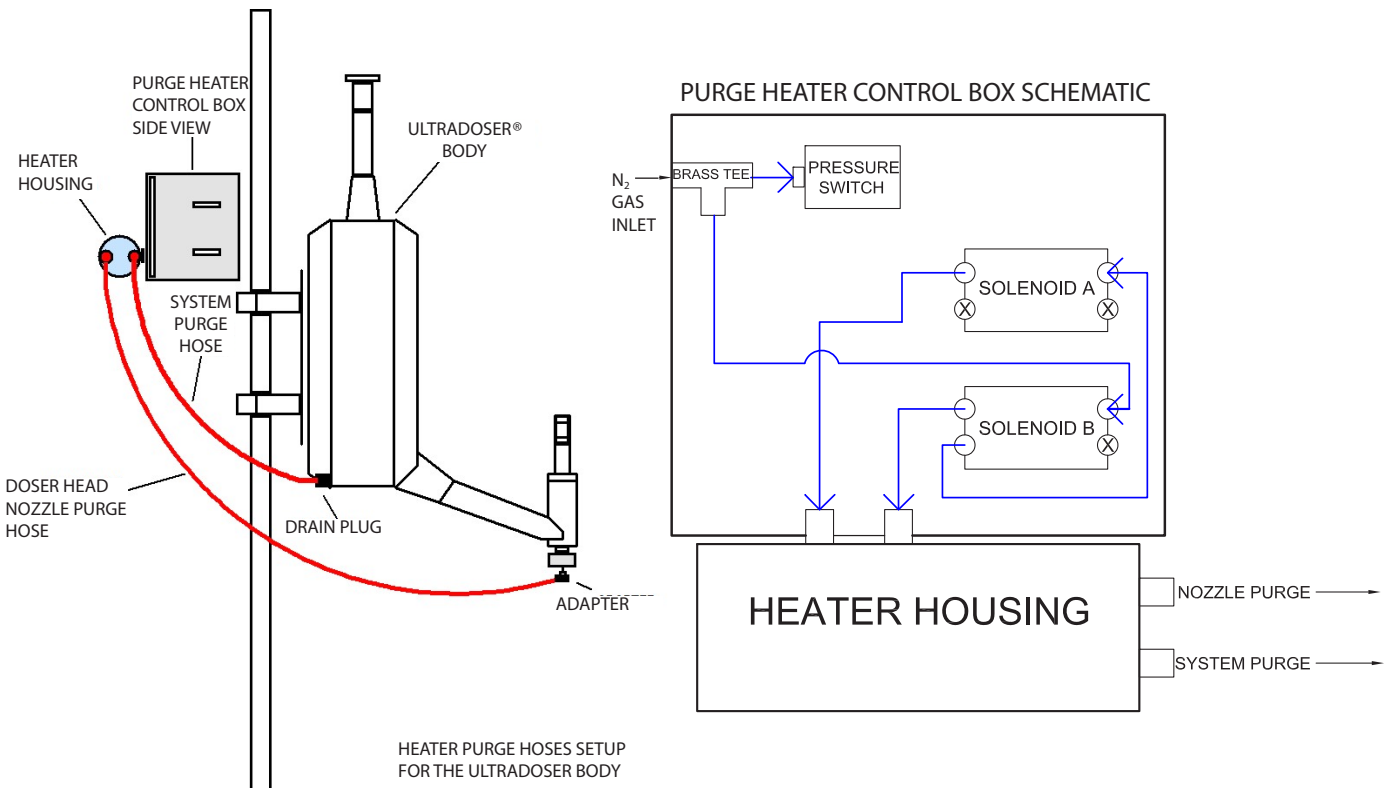 PURGE HEATER
CONTROL BOX
SIDE VIEW
HEATER
HOUSING
ULTRADOSER®
BODY
SYSTEM
PURGE
HOSE
DOSER HEAD
NOZZLE PURGE
HOSE
DRAIN PLUG
ADAPTER
HEATER PURGE HOSES SETUP
FOR THE ULTRADOSER BODY
PURGE HEATER CONTROL BOX SCHEMATIC
N₂
GAS
INLET
BRASS TEE
PRESSURE
SWITCH
SOLENOID A
X
X
SOLENOID B
X
HEATER HOUSING
NOZZLE PURGE
SYSTEM PURGE